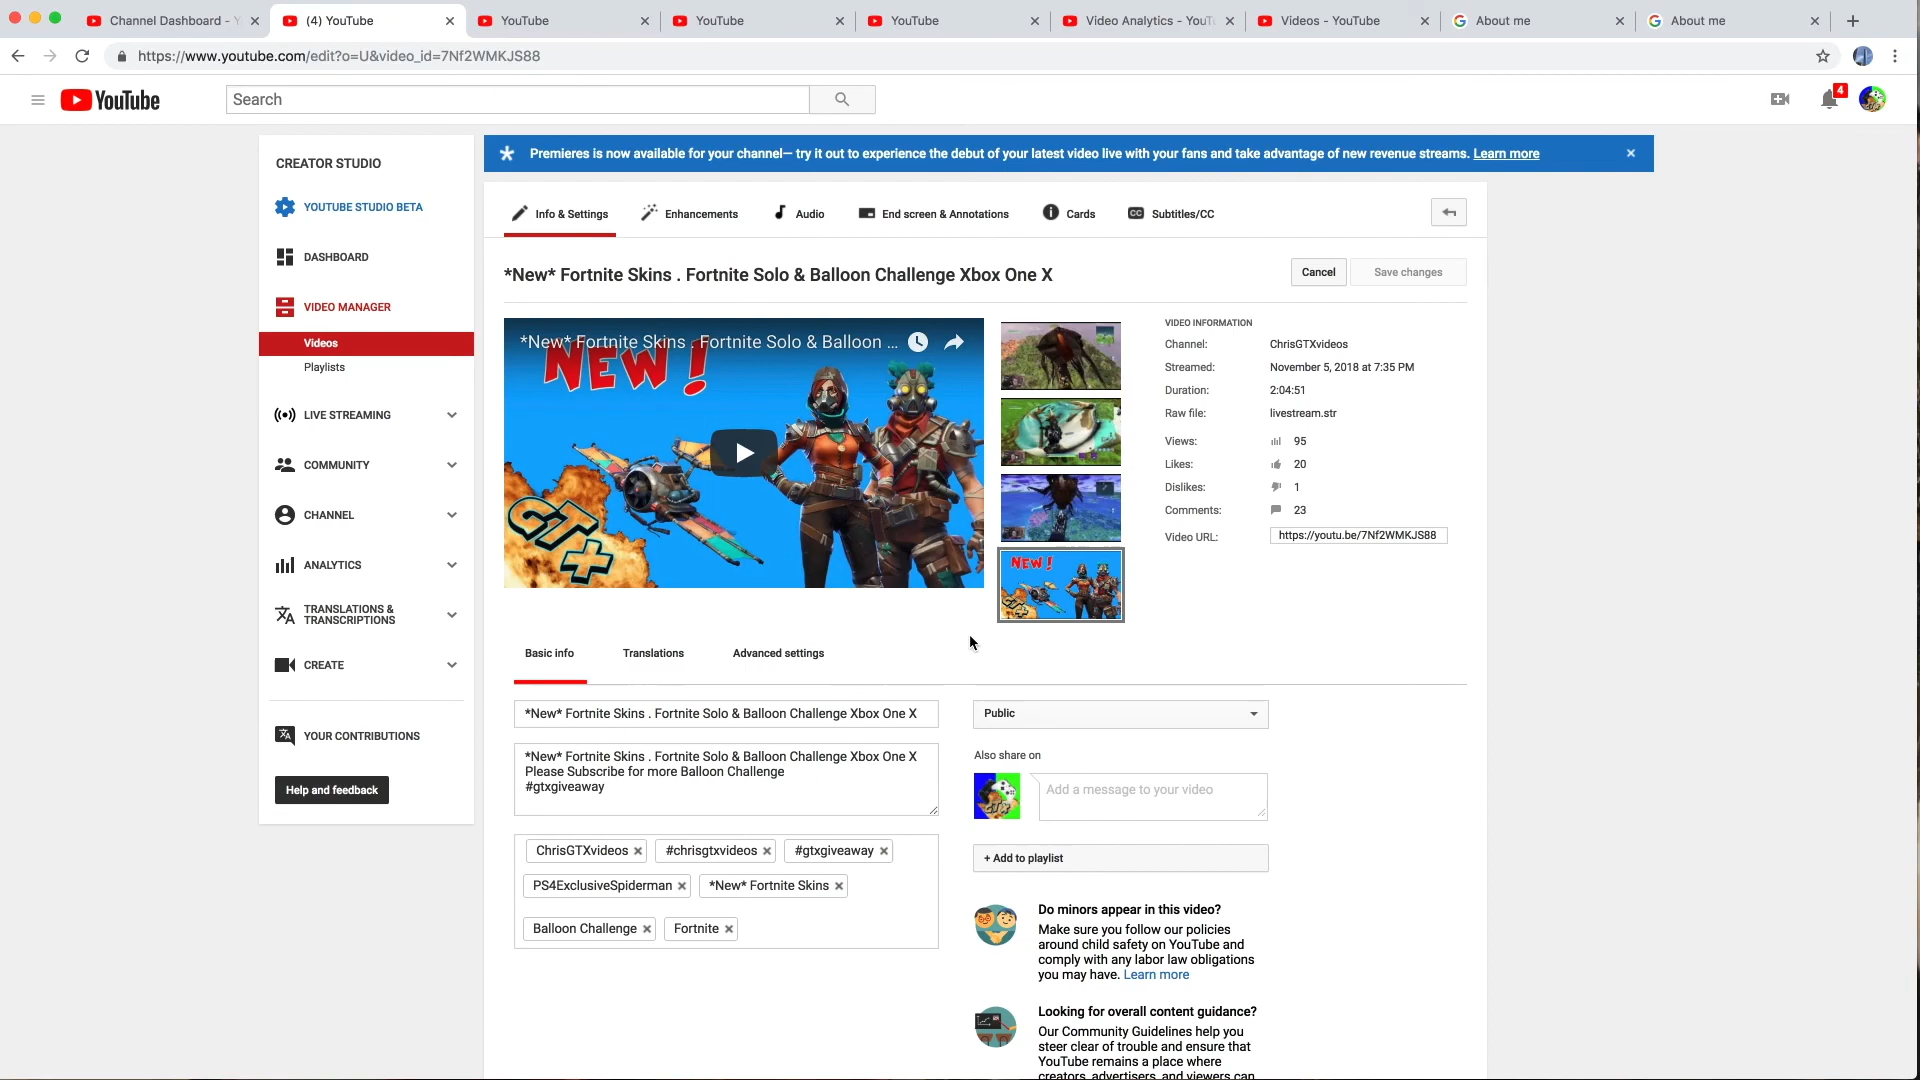 Channel Dashboard - Y
(4) YouTube
YouTube
YouTube
YouTube
Video Analytics - YouTu
Videos - YouTube
About me
About me
https://www.youtube.com/edit?o=U&video_id=7Nf2WMKJS88
YouTube
Search
4
CREATOR STUDIO
YOUTUBE STUDIO BETA
DASHBOARD
VIDEO MANAGER
Videos
Playlists
LIVE STREAMING
COMMUNITY
CHANNEL
ANALYTICS
TRANSLATIONS &
TRANSCRIPTIONS
CREATE
YOUR CONTRIBUTIONS
Help and feedback
Premieres is now available for your channel— try it out to experience the debut of your latest video live with your fans and take advantage of new revenue streams. Learn more
Info & Settings
Enhancements
Audio
End screen & Annotations
Cards
CC Subtitles/CC
*New* Fortnite Skins . Fortnite Solo & Balloon Challenge Xbox One X
Cancel
Save changes
*New* Fortnite Skins . Fortnite Solo & Balloon ...
NEW!
NEW!
VIDEO INFORMATION
Channel: ChrisGTXvideos
Streamed: November 5, 2018 at 7:35 PM
Duration: 2:04:51
Raw file: livestream.str
Views: 95
Likes: 20
Dislikes: 1
Comments: 23
Video URL: https://youtu.be/7Nf2WMKJS88
Basic info
Translations
Advanced settings
*New* Fortnite Skins . Fortnite Solo & Balloon Challenge Xbox One X
*New* Fortnite Skins . Fortnite Solo & Balloon Challenge Xbox One X
Please Subscribe for more Balloon Challenge
#gtxgiveaway
ChrisGTXvideos
#chrisgtxvideos
#gtxgiveaway
PS4ExclusiveSpiderman
*New* Fortnite Skins
Balloon Challenge
Fortnite
Public
Also share on
Add a message to your video
+ Add to playlist
Do minors appear in this video?
Make sure you follow our policies
around child safety on YouTube and
comply with any labor law obligations
you may have. Learn more
Looking for overall content guidance?
Our Community Guidelines help you
steer clear of trouble and ensure that
YouTube remains a place where
creators, advertisers, and viewers can